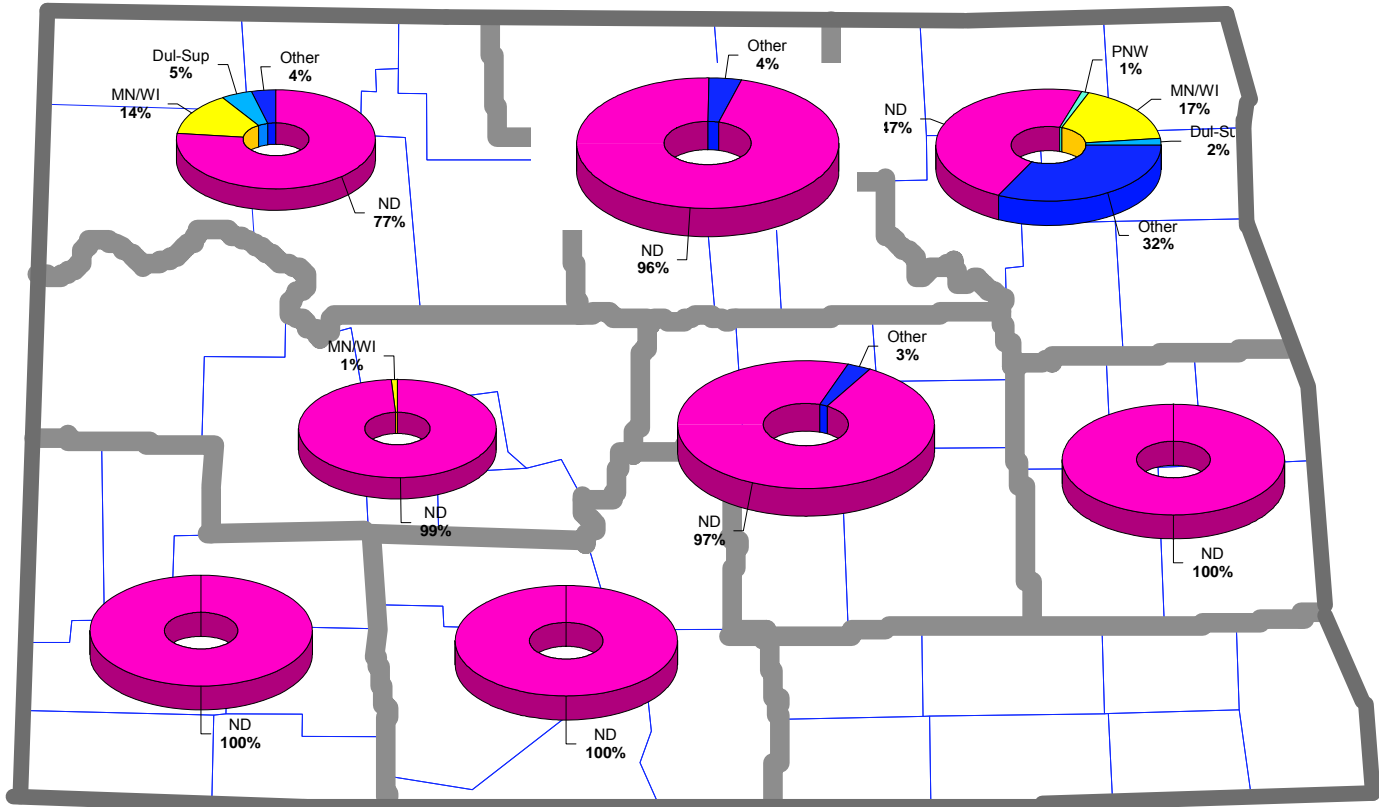 Dul-Sup
5%
Other
4%
MN/WI
14%
ND
77%
Other
4%
ND
96%
PNW
1%
MN/WI
17%
ND
47%
Dul-Su
2%
Other
32%
MN/WI
1%
ND
99%
Other
3%
ND
97%
ND
100%
ND
100%
ND
100%